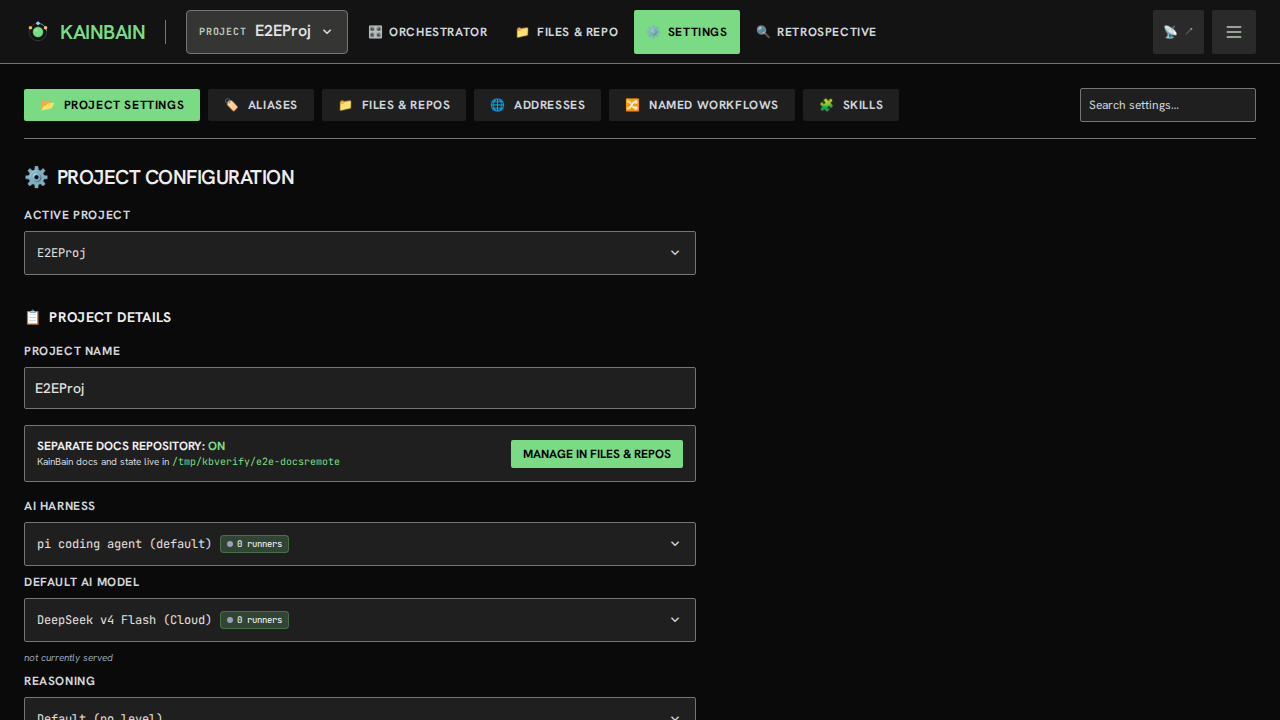 KAINBAIN
PROJECT E2EProj
ORCHESTRATOR
FILES & REPO
SETTINGS
RETROSPECTIVE
PROJECT SETTINGS
ALIASES
FILES & REPOS
ADDRESSES
NAMED WORKFLOWS
SKILLS
Search settings...
PROJECT CONFIGURATION
ACTIVE PROJECT
E2EProj
PROJECT DETAILS
PROJECT NAME
E2EProj
SEPARATE DOCS REPOSITORY: ON
KainBain docs and state live in /tmp/kbverify/e2e-docsremote
MANAGE IN FILES & REPOS
AI HARNESS
pi coding agent (default) 0 runners
DEFAULT AI MODEL
DeepSeek v4 Flash (Cloud) 0 runners
not currently served
REASONING
Default (no level)